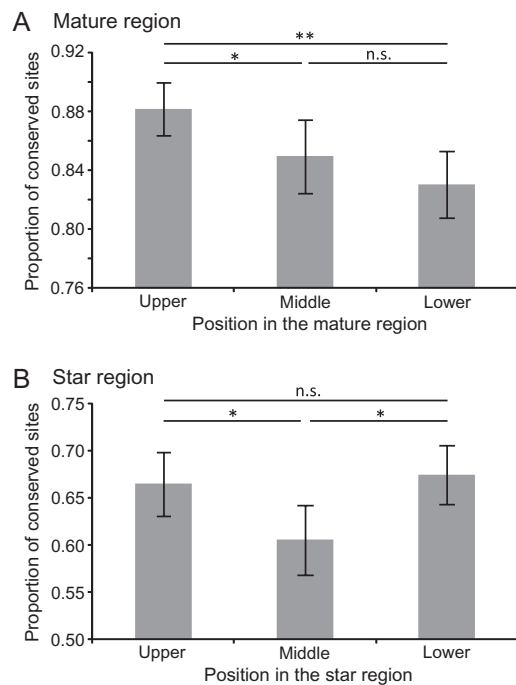 A Mature region
**
* n.s.
0.92
0.88
0.84
0.80
0.76
Proportion of conserved sites
Upper Middle Lower
Position in the mature region
B Star region
n.s.
* *
0.75
0.70
0.65
0.60
0.55
0.50
Proportion of conserved sites
Upper Middle Lower
Position in the star region